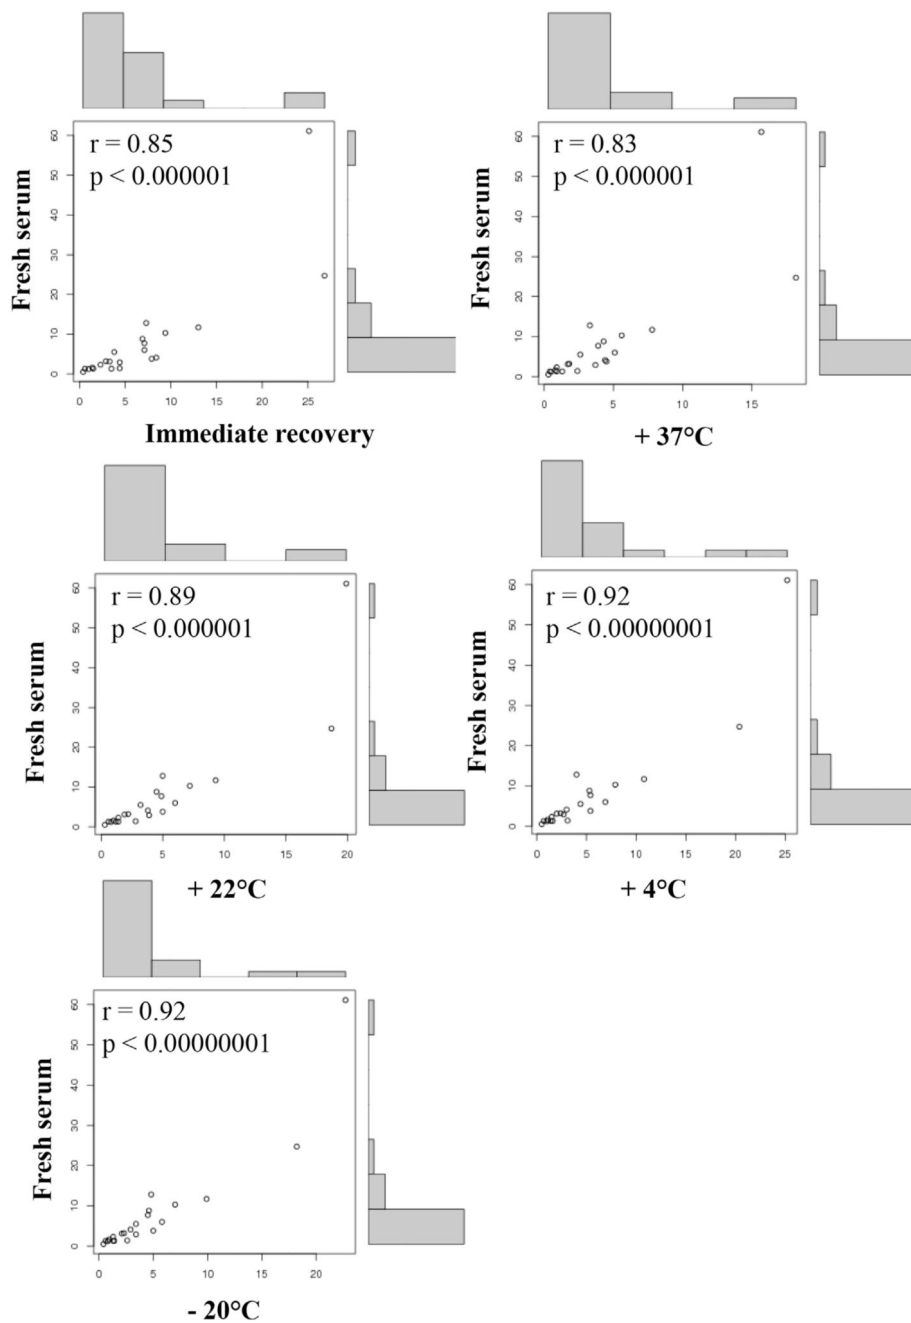 r = 0.85
p < 0.000001
Fresh serum
0 10 20 30 40 50 60
0 5 10 15 20 25
Immediate recovery
r = 0.83
p < 0.000001
Fresh serum
0 10 20 30 40 50 60
0 5 10 15
+ 37°C
r = 0.89
p < 0.000001
Fresh serum
0 10 20 30 40 50 60
0 5 10 15 20
+ 22°C
r = 0.92
p < 0.00000001
Fresh serum
0 10 20 30 40 50 60
0 5 10 15 20 25
+ 4°C
r = 0.92
p < 0.00000001
Fresh serum
0 10 20 30 40 50 60
0 5 10 15 20
- 20°C